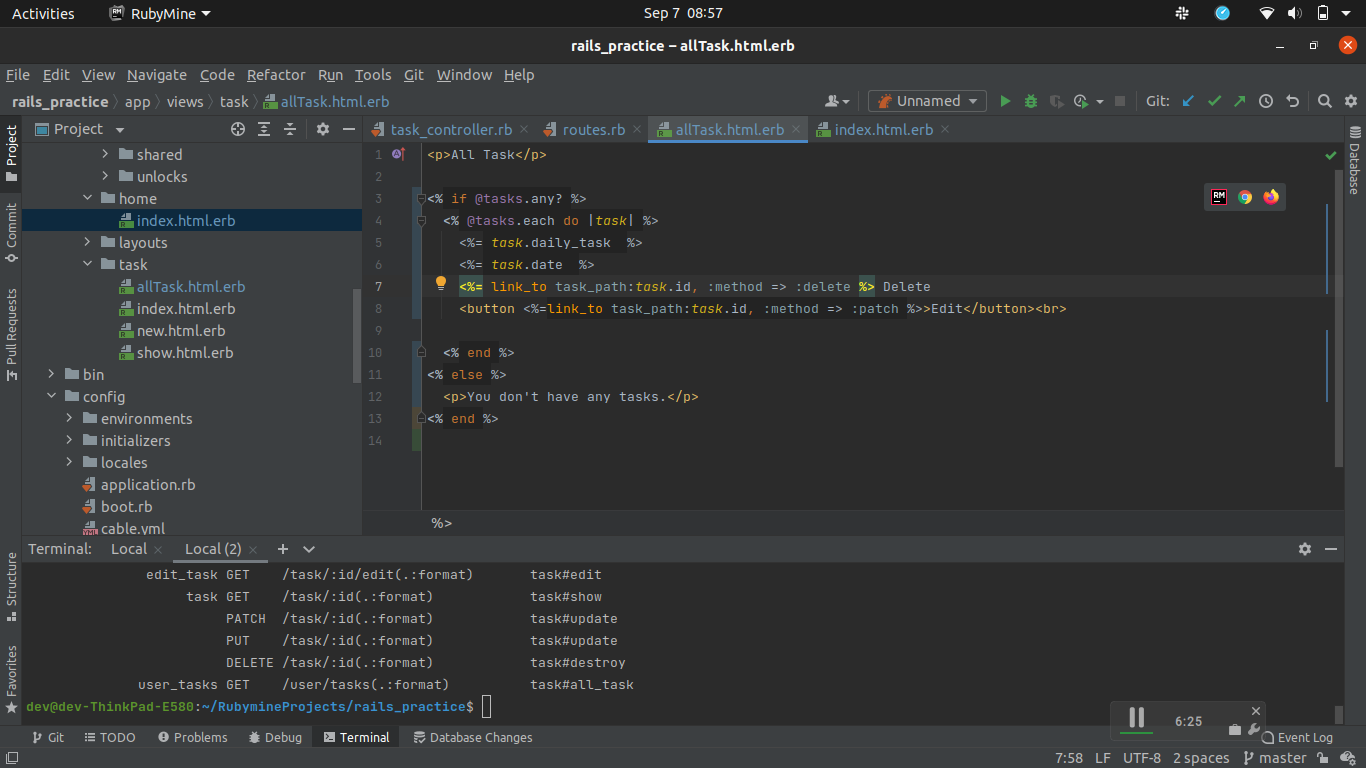 Activities RubyMine Sep 7 08:57
rails_practice – allTask.html.erb
File Edit View Navigate Code Refactor Run Tools Git Window Help
rails_practice app views task allTask.html.erb Unnamed Git:
Project task_controller.rb routes.rb allTask.html.erb index.html.erb
Project
Commit
Pull Requests
Structure
Favorites
Database
shared
unlocks
home
index.html.erb
layouts
task
allTask.html.erb
index.html.erb
new.html.erb
show.html.erb
bin
config
environments
initializers
locales
application.rb
boot.rb
cable.yml
1 <p>All Task</p>
2
3 <% if @tasks.any? %>
4 <% @tasks.each do |task| %>
5 <%= task.daily_task %>
6 <%= task.date %>
7 <%= link_to task_path:task.id, :method => :delete %> Delete
8 <button <%=link_to task_path:task.id, :method => :patch %>>Edit</button><br>
9
10 <% end %>
11 <% else %>
12 <p>You don't have any tasks.</p>
13 <% end %>
14
%>
Terminal: Local Local (2)
edit_task GET /task/:id/edit(.:format) task#edit
task GET /task/:id(.:format) task#show
PATCH /task/:id(.:format) task#update
PUT /task/:id(.:format) task#update
DELETE /task/:id(.:format) task#destroy
user_tasks GET /user/tasks(.:format) task#all_task
dev@dev-ThinkPad-E580:~/RubymineProjects/rails_practice$
6:25
Git TODO Problems Debug Terminal Database Changes Event Log
7:58 LF UTF-8 2 spaces master